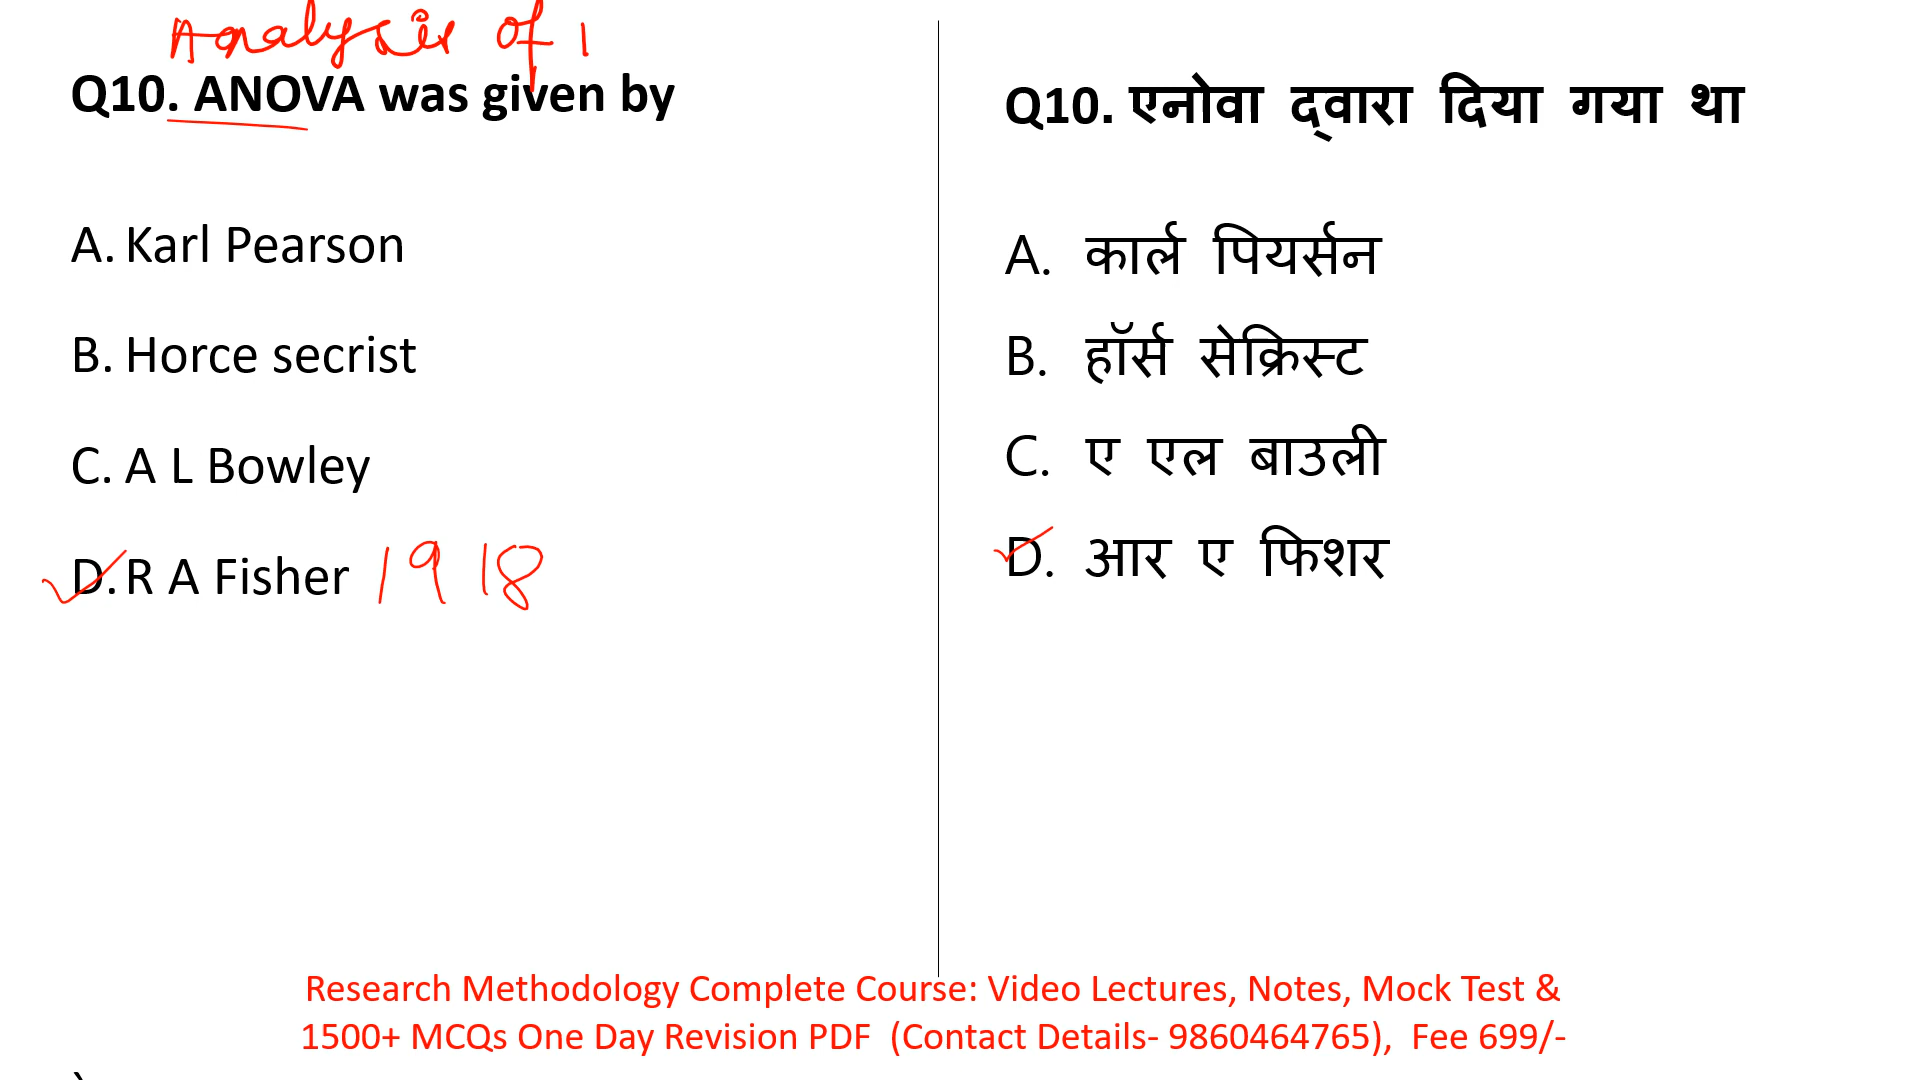 Analysis of
Q10. ANOVA was given by
A. Karl Pearson
B. Horce secrist
C. A L Bowley
D. R A Fisher 1918
Q10. एनोवा द्वारा दिया गया था
A. कार्ल पियर्सन
B. हॉर्स सेक्रिस्ट
C. ए एल बाउली
D. आर ए फिशर
Research Methodology Complete Course: Video Lectures, Notes, Mock Test &
1500+ MCQs One Day Revision PDF (Contact Details- 9860464765), Fee 699/-